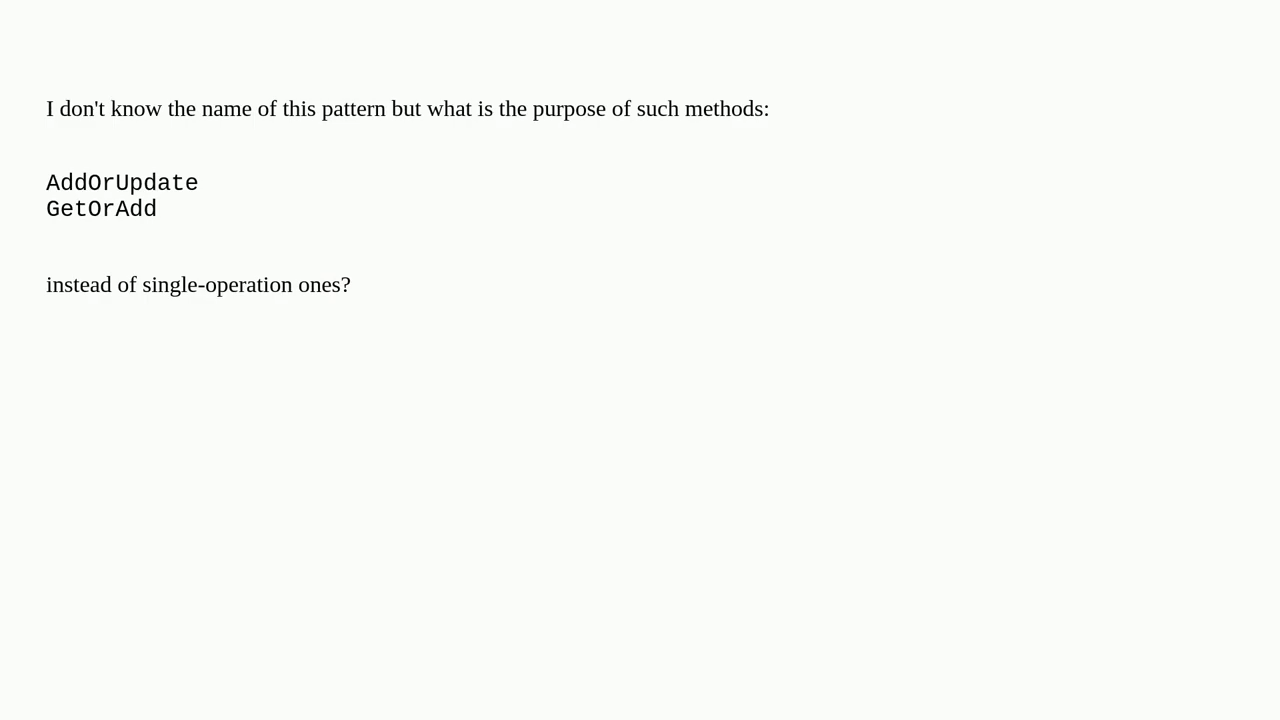 I don't know the name of this pattern but what is the purpose of such methods:
AddOrUpdate
GetOrAdd
instead of single-operation ones?